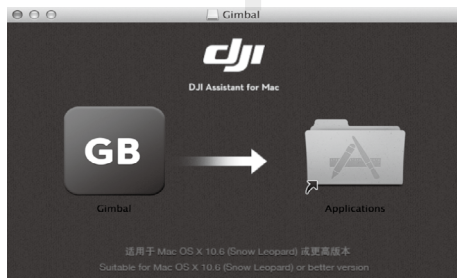 Gimbal
dji
DJI Assistant for Mac
GB
Gimbal
Applications
适用于 Mac OS X 10.6 (Snow Leopard) 或更高版本
Suitable for Mac OS X 10.6 (Snow Leopard) or better version